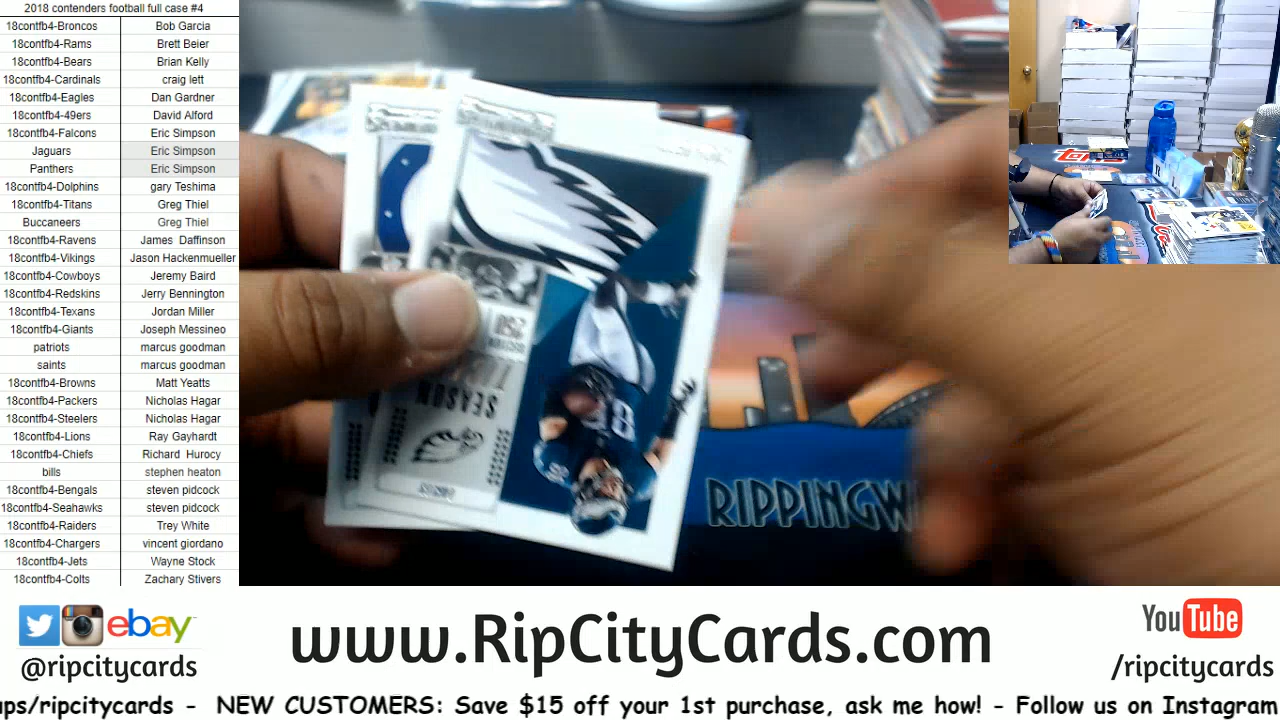 2018 contenders football full case #4
18contfb4-Broncos Bob Garcia
18contfb4-Rams Brett Beier
18contfb4-Bears Brian Kelly
18contfb4-Cardinals craig lett
18contfb4-Eagles Dan Gardner
18contfb4-49ers David Alford
18contfb4-Falcons Eric Simpson
Jaguars Eric Simpson
Panthers Eric Simpson
18contfb4-Dolphins gary Teshima
18contfb4-Titans Greg Thiel
Buccaneers Greg Thiel
18contfb4-Ravens James Daffinson
18contfb4-Vikings Jason Hackenmueller
18contfb4-Cowboys Jeremy Baird
18contfb4-Redskins Jerry Bennington
18contfb4-Texans Jordan Miller
18contfb4-Giants Joseph Messineo
patriots marcus goodman
saints marcus goodman
18contfb4-Browns Matt Yeatts
18contfb4-Packers Nicholas Hagar
18contfb4-Steelers Nicholas Hagar
18contfb4-Lions Ray Gayhardt
18contfb4-Chiefs Richard Hurocy
bills stephen heaton
18contfb4-Bengals steven pidcock
18contfb4-Seahawks steven pidcock
18contfb4-Raiders Trey White
18contfb4-Chargers vincent giordano
18contfb4-Jets Wayne Stock
18contfb4-Colts Zachary Stivers
SEASON
RIPPINGW
ebay
@ripcitycards
www.RipCityCards.com
YouTube
/ripcitycards
aps/ripcitycards - NEW CUSTOMERS: Save $15 off your 1st purchase, ask me how! - Follow us on Instagram